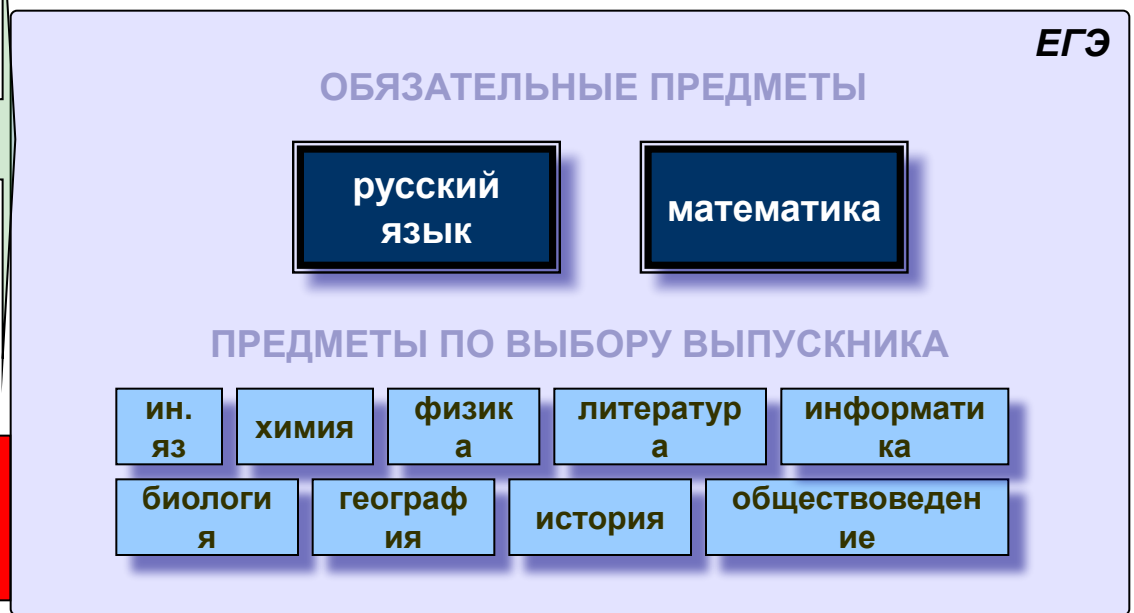 ЕГЭ
ОБЯЗАТЕЛЬНЫЕ ПРЕДМЕТЫ
русский
язык
математика
ПРЕДМЕТЫ ПО ВЫБОРУ ВЫПУСКНИКА
ин.
яз
химия
физик
а
литератур
а
информати
ка
биологи
я
географ
ия
история
обществоведен
ие